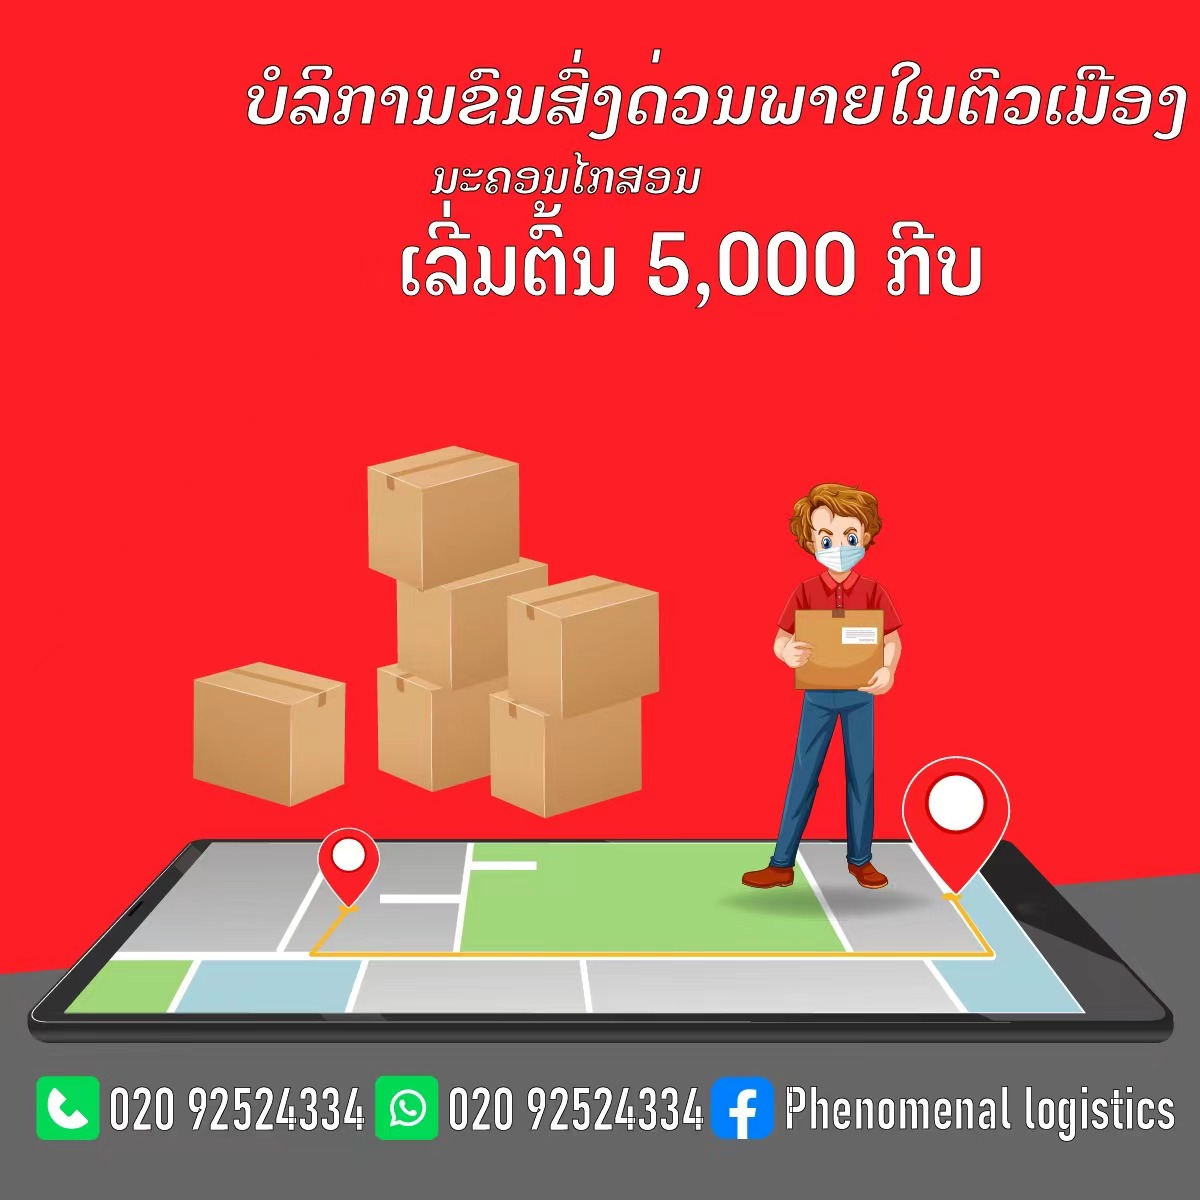 ບໍລິການຂົນສົ່ງດ່ວນພາຍໃນຕົວເມືອງ
ນະຄອນໄກສອນ
ເລີ່ມຕົ້ນ 5,000 ກີບ
020 92524334 020 92524334 Phenomenal logistics